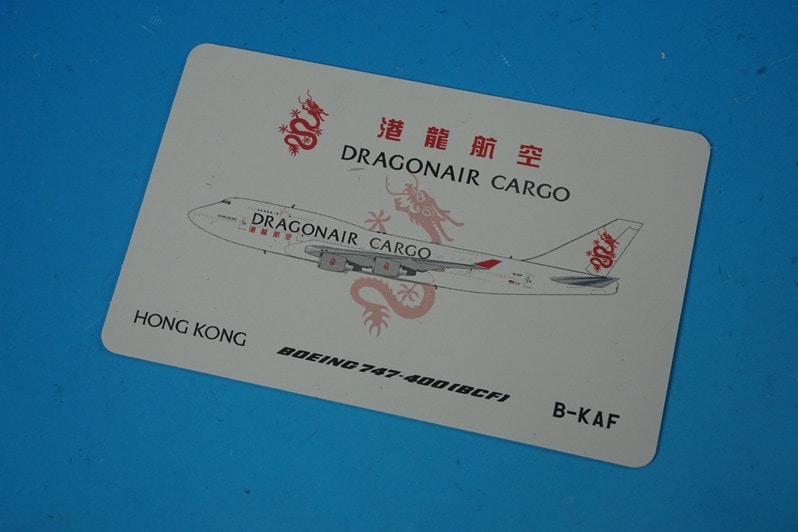 港龍航空
DRAGONAIR CARGO
DRAGONAIR CARGO
港龍航空
HONG KONG
BOEING 747-400(BCF)
B-KAF